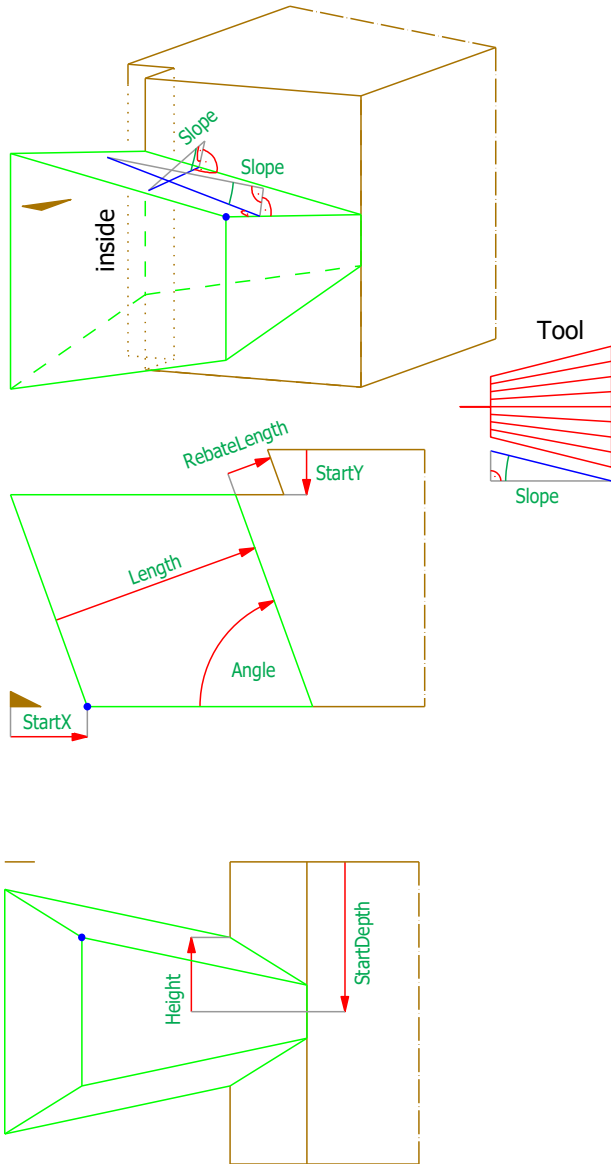 Slope
Slope
inside
Tool
Slope
RebateLength
StartY
Length
Angle
StartX
StartDepth
Height